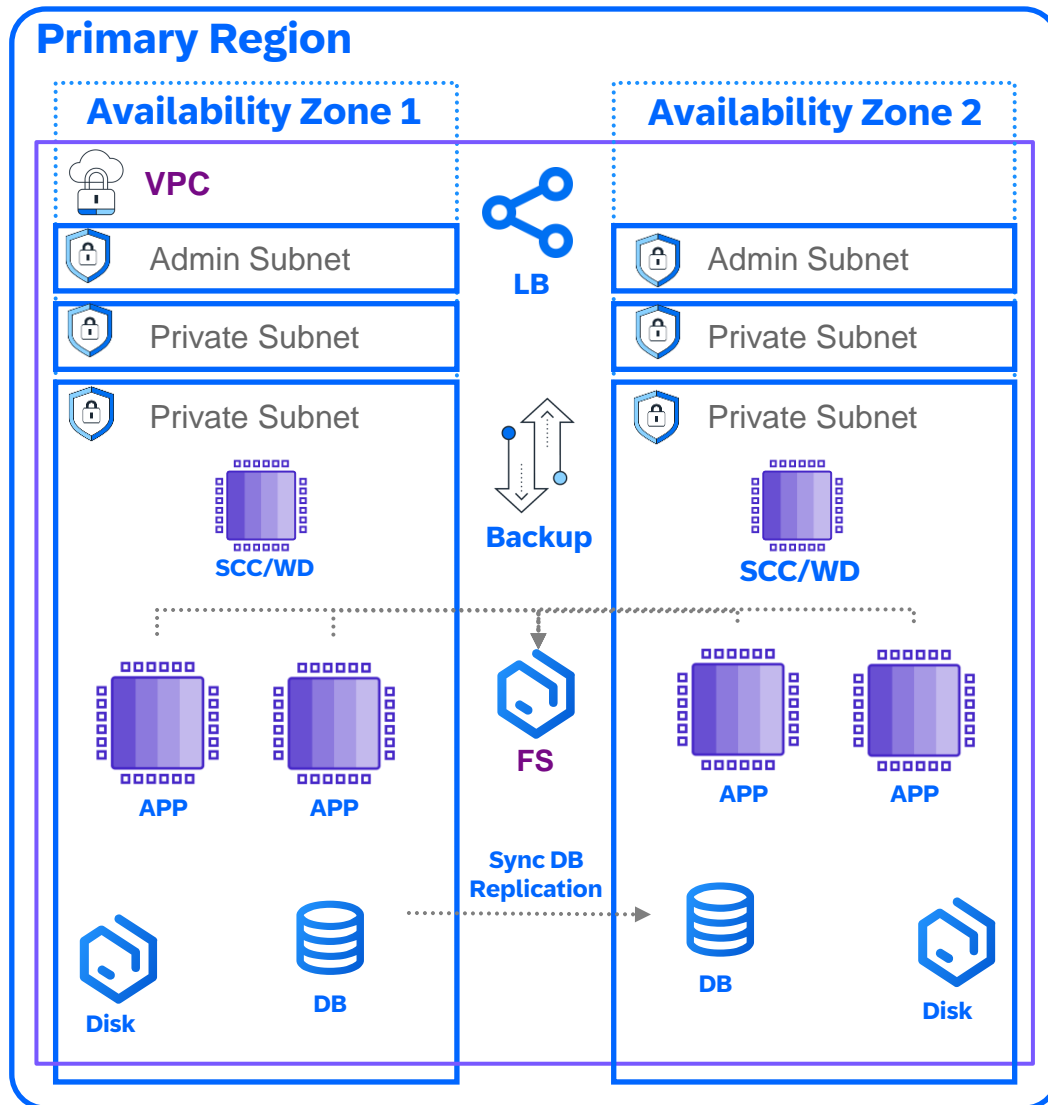 Primary Region
Availability Zone 1
Availability Zone 2
VPC
LB
Admin Subnet
Admin Subnet
Private Subnet
Private Subnet
Private Subnet
Private Subnet
Backup
SCC/WD
SCC/WD
FS
APP
APP
APP
APP
Sync DB
Replication
Disk
DB
DB
Disk